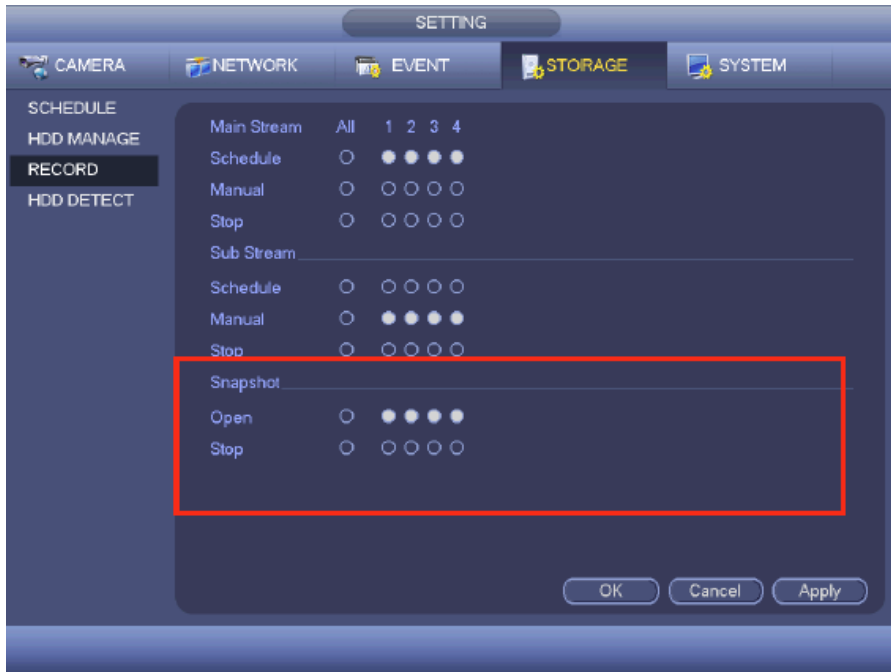 SETTING
CAMERA NETWORK EVENT STORAGE SYSTEM
SCHEDULE
HDD MANAGE
RECORD
HDD DETECT
Main Stream All 1 2 3 4
Schedule
Manual
Stop
Sub Stream
Schedule
Manual
Stop
Snapshot
Open
Stop
OK Cancel Apply